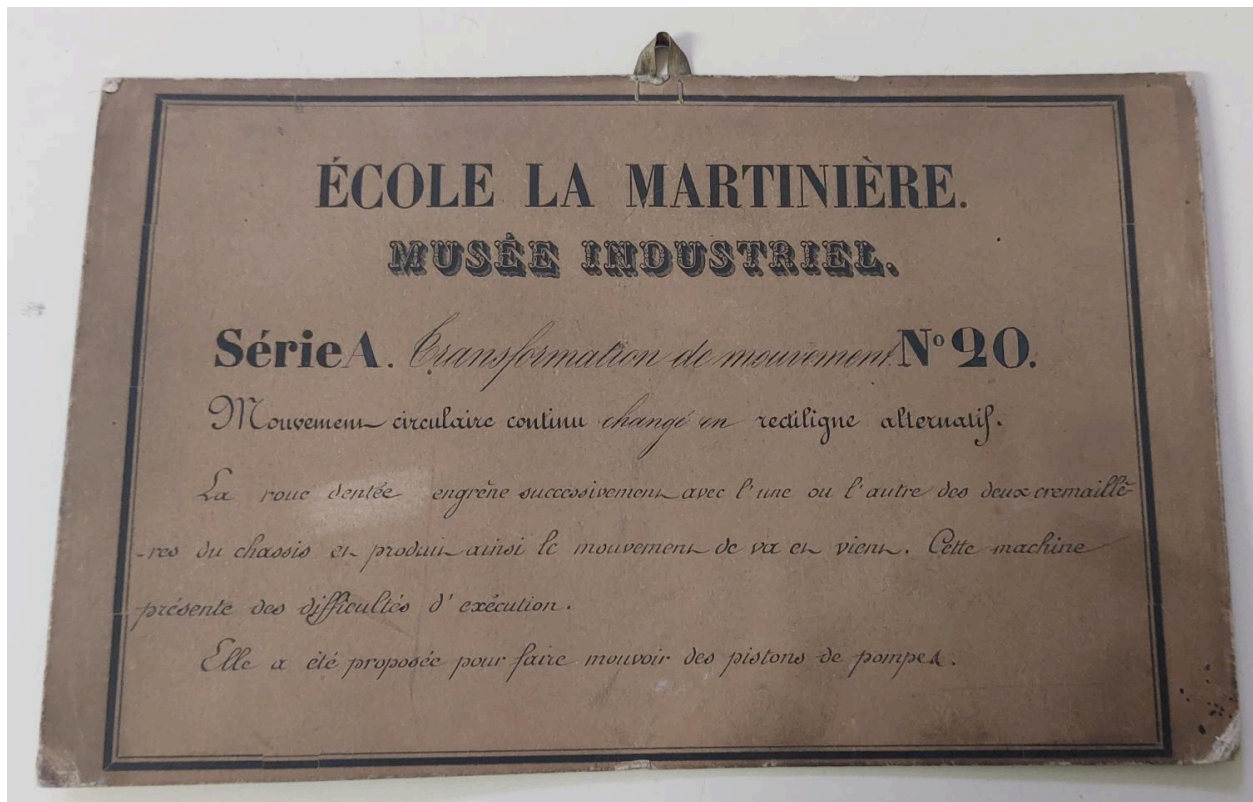 ÉCOLE LA MARTINIÈRE.
MUSÉE INDUSTRIEL.
Série A. Transformation de mouvement. Nº 20.
Mouvement circulaire continu changé en rectiligne alternatif.
La roue dentée engrène successivement avec l'une ou l'autre des deux cremaillè-
-res du chassis et produit ainsi le mouvement de va et vient. Cette machine
présente des difficultés d'exécution.
Elle a été proposée pour faire mouvoir des pistons de pompes.